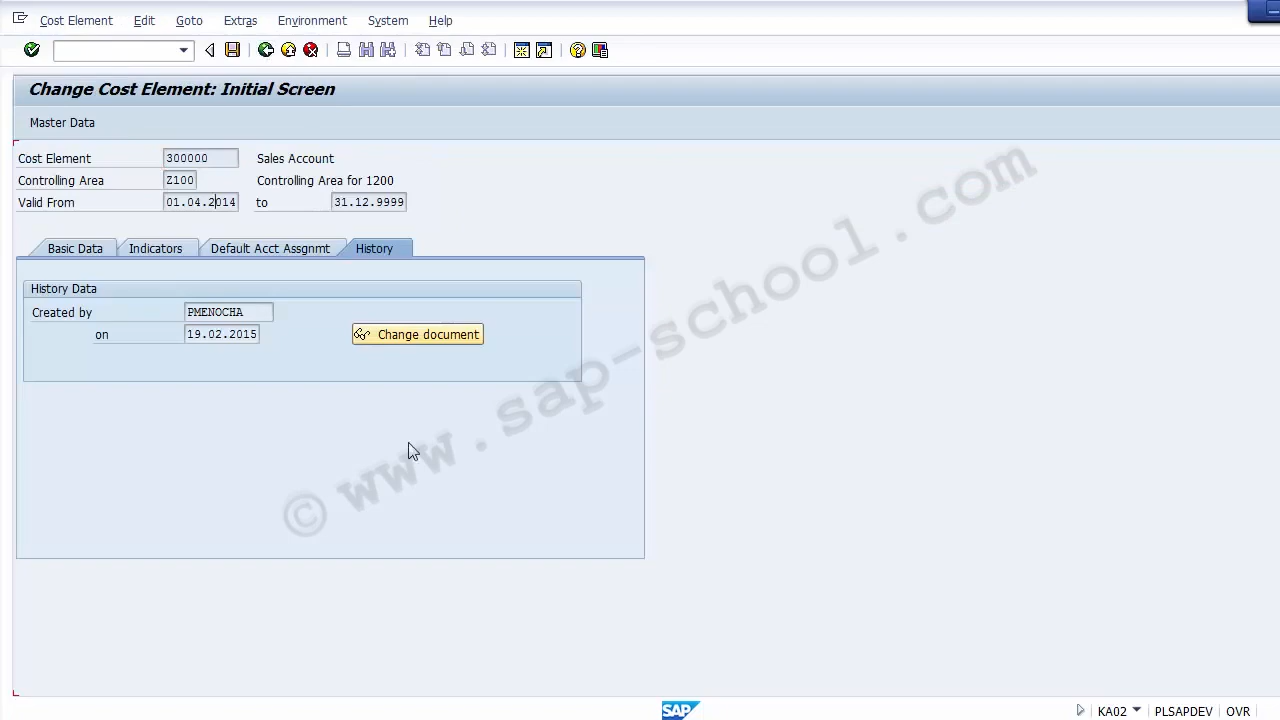 Cost Element Edit Goto Extras Environment System Help
Change Cost Element: Initial Screen
Master Data
Cost Element 300000 Sales Account
Controlling Area Z100 Controlling Area for 1200
Valid From 01.04.2014 to 31.12.9999
Basic Data Indicators Default Acct Assgnmt History
History Data
Created by PMENOCHA
on 19.02.2015 Change document
© www.sap-school.com
SAP KA02 PLSAPDEV OVR